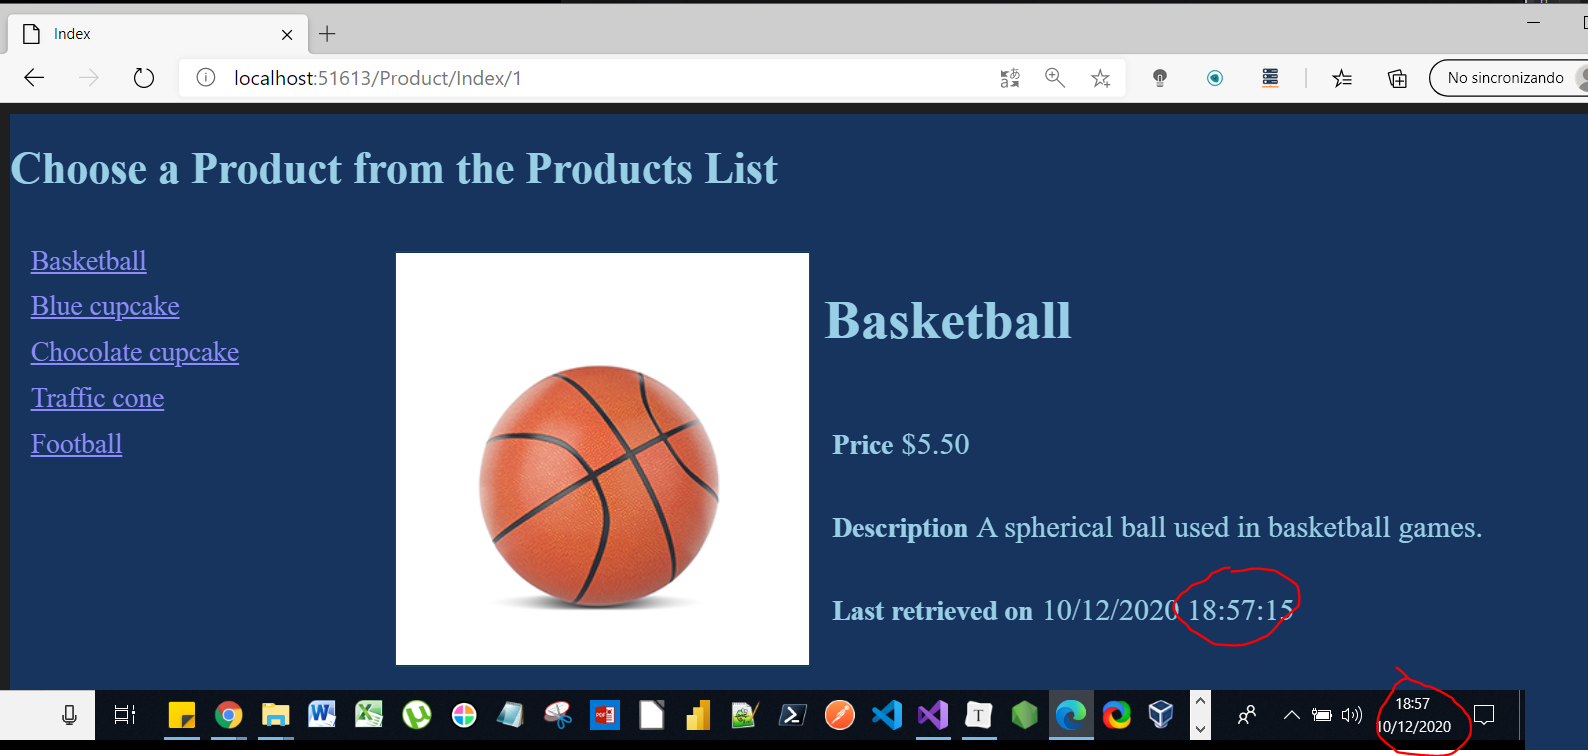 Index
localhost:51613/Product/Index/1
No sincronizando
Choose a Product from the Products List
Basketball
Blue cupcake
Chocolate cupcake
Traffic cone
Football
Basketball
Price $5.50
Description A spherical ball used in basketball games.
Last retrieved on 10/12/2020 18:57:15
18:57
10/12/2020